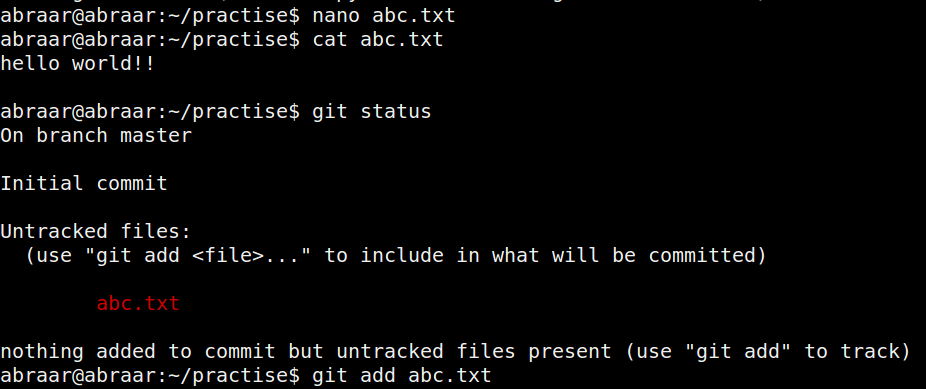 abraar@abraar:~/practise$ nano abc.txt
abraar@abraar:~/practise$ cat abc.txt
hello world!!
abraar@abraar:~/practise$ git status
On branch master
Initial commit
Untracked files:
  (use "git add <file>..." to include in what will be committed)
        abc.txt
nothing added to commit but untracked files present (use "git add" to track)
abraar@abraar:~/practise$ git add abc.txt